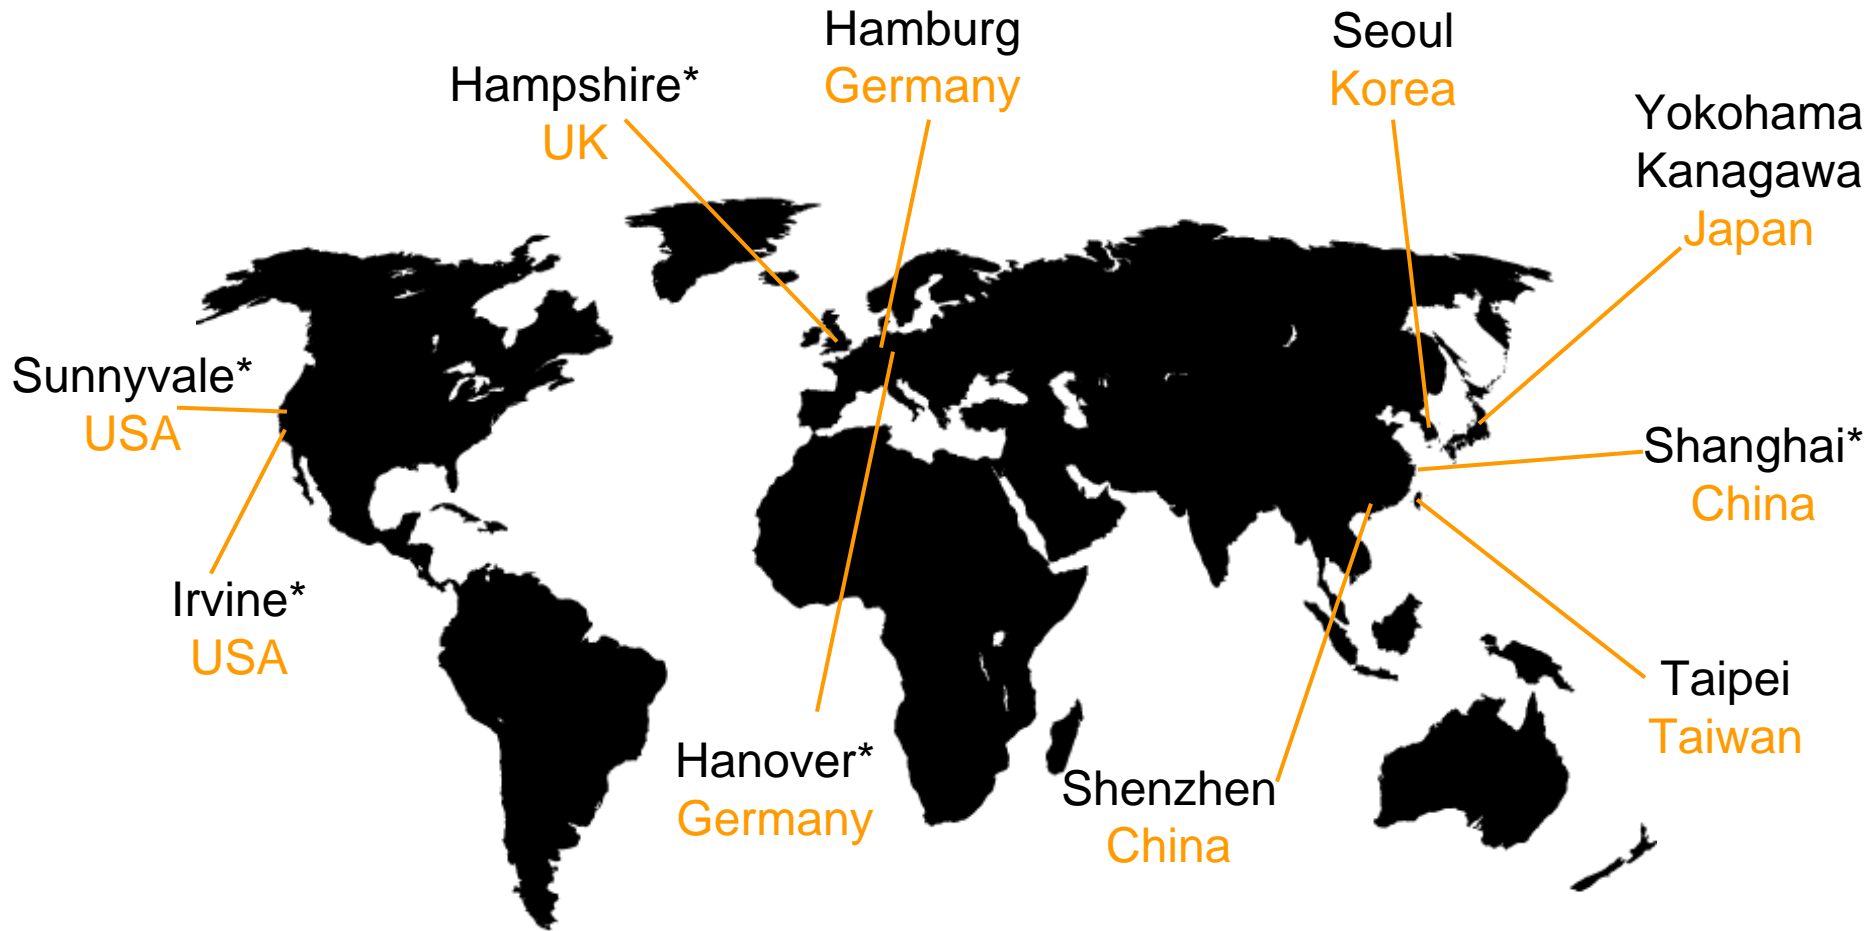 Hamburg
Germany
Seoul
Korea
Hampshire*
UK
Yokohama
Kanagawa
Japan
Sunnyvale*
USA
Shanghai*
China
Irvine*
USA
Taipei
Taiwan
Hanover*
Germany
Shenzhen
China